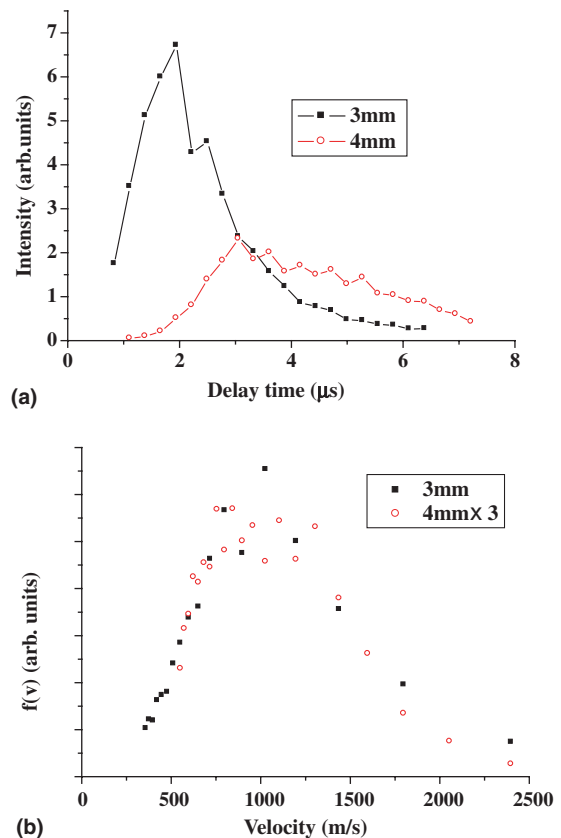 7
6
5
4
3
2
1
0
Intensity (arb.units)
3mm
4mm
0 2 4 6 8
Delay time (μs)
(a)
3mm
4mm× 3
f(v) (arb. units)
0 500 1000 1500 2000 2500
Velocity (m/s)
(b)